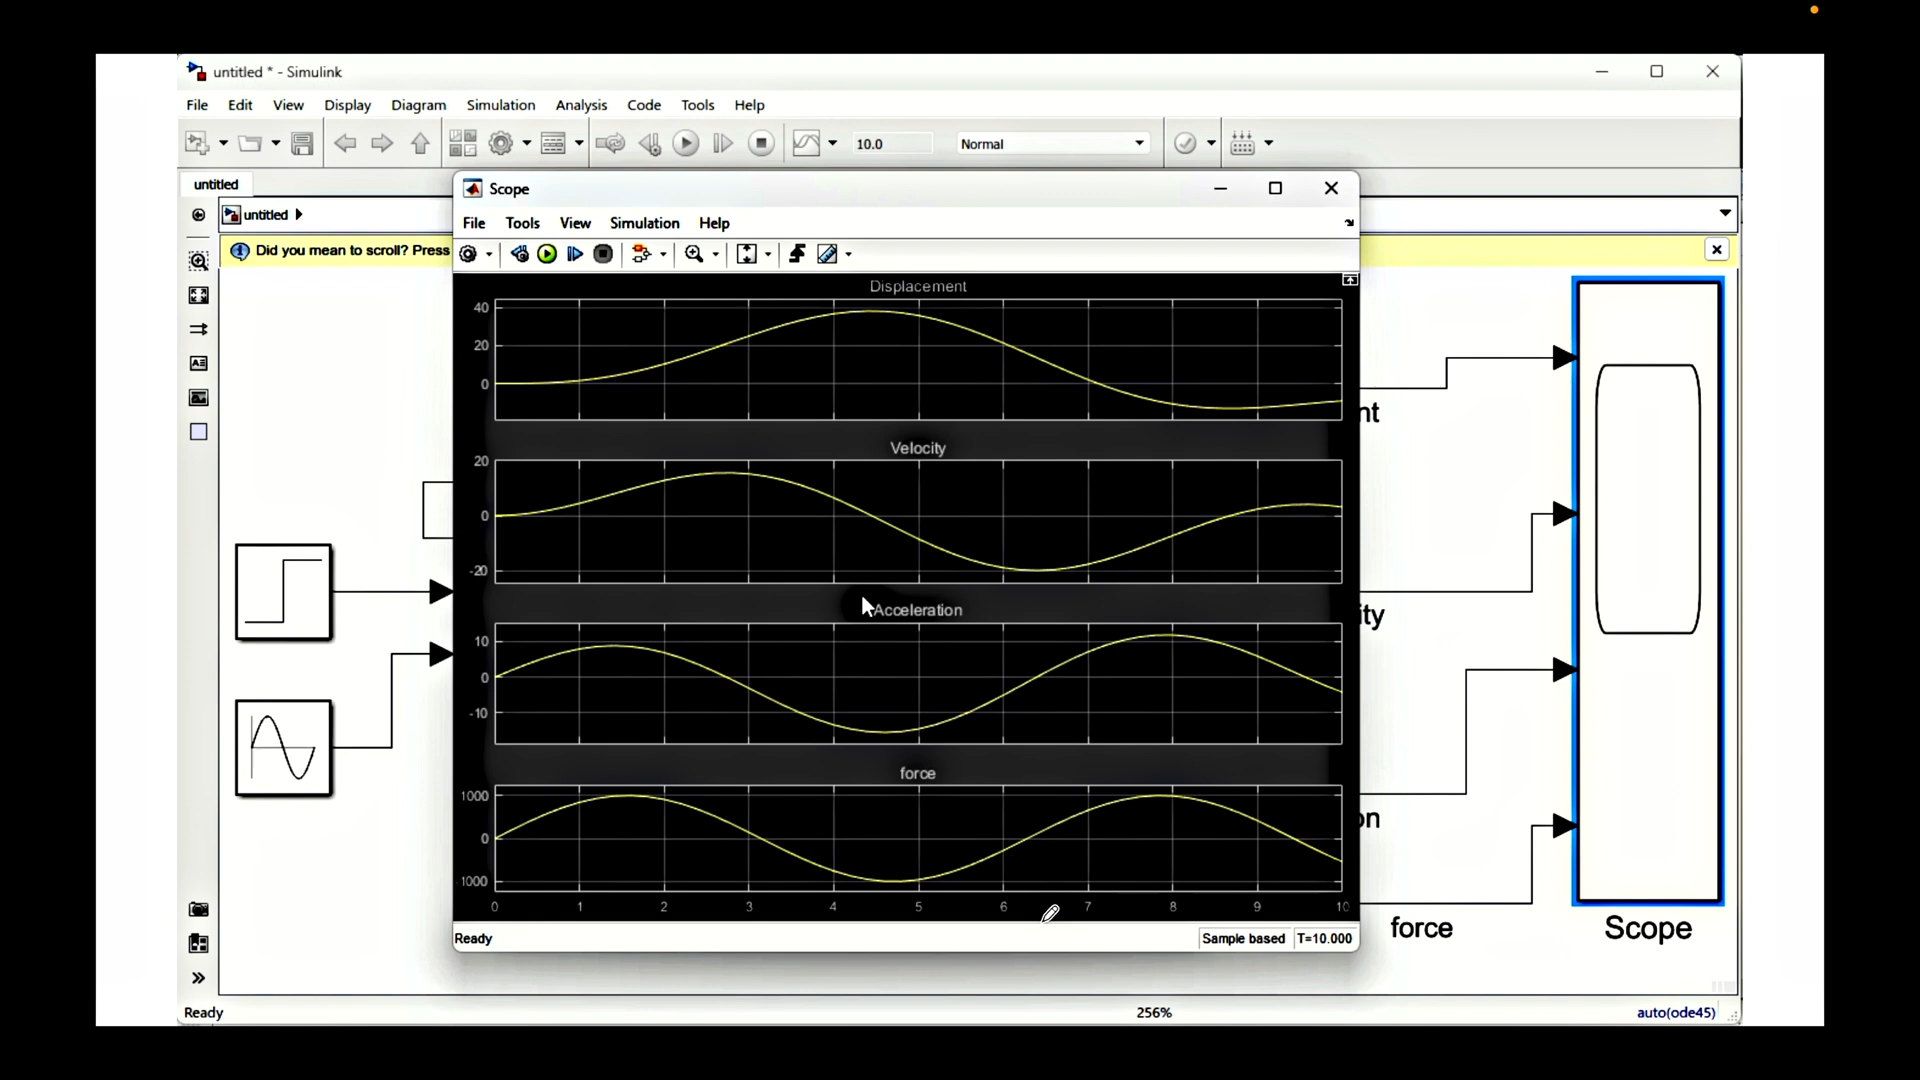 untitled * - Simulink
File Edit View Display Diagram Simulation Analysis Code Tools Help
10.0 Normal
untitled
untitled
Did you mean to scroll? Press
Scope
File Tools View Simulation Help
Displacement
40
20
0
Velocity
20
0
-20
Acceleration
10
0
-10
force
1000
0
1000
0 1 2 3 4 5 6 7 8 9 10
Ready Sample based T=10.000
nt
ity
on
force
Scope
Ready 256% auto(ode45)